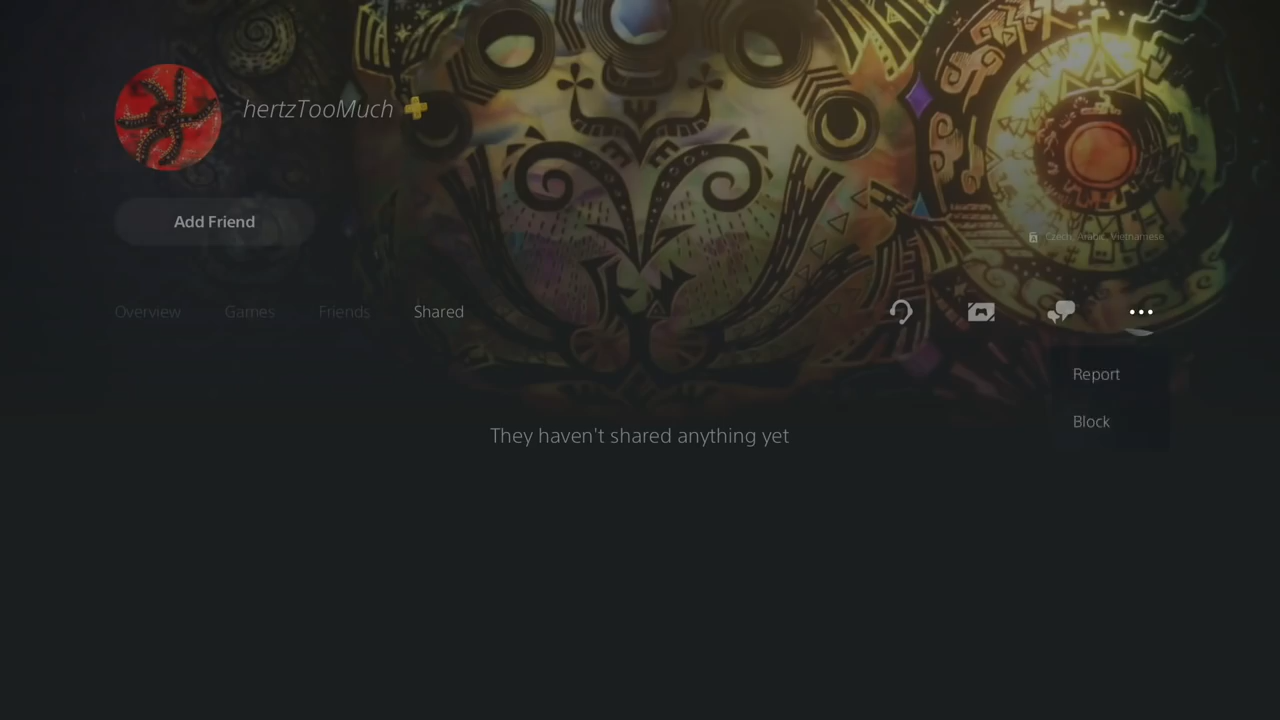 hertzTooMuch
Add Friend
Czech, Arabic, Vietnamese
Overview
Games
Friends
Shared
Report
Block
They haven't shared anything yet